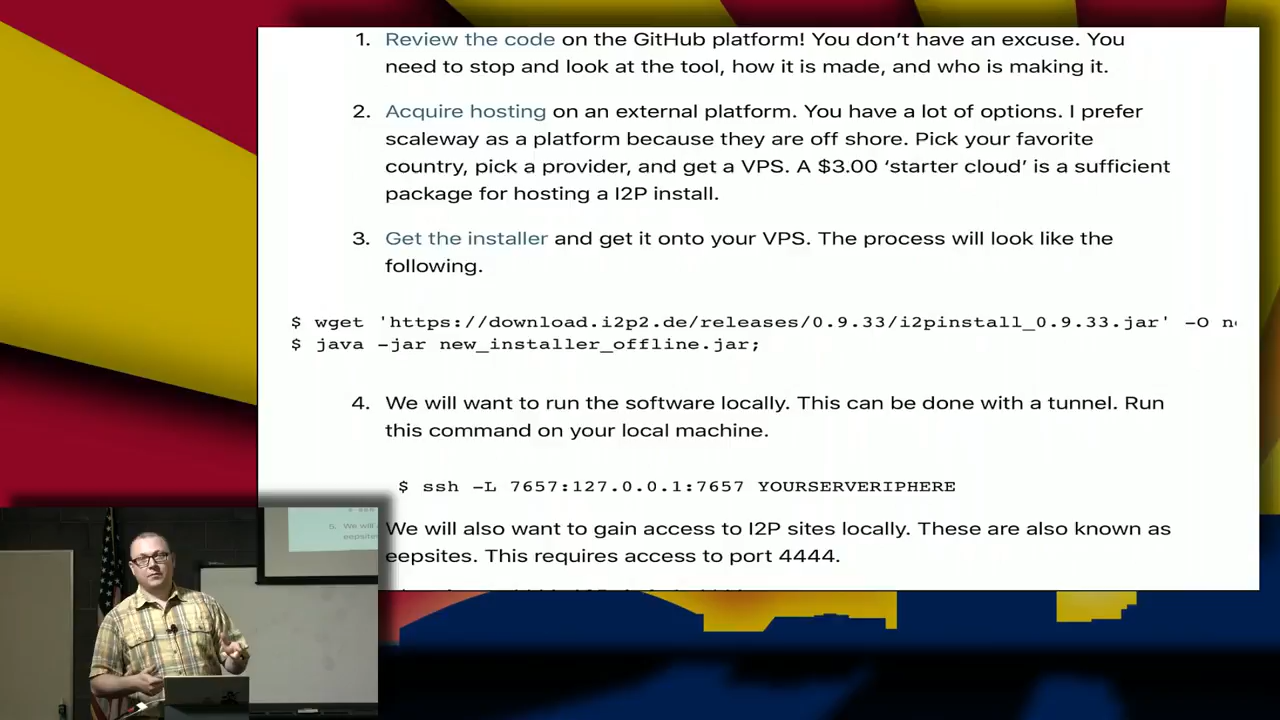 1. Review the code on the GitHub platform! You don’t have an excuse. You
need to stop and look at the tool, how it is made, and who is making it.
2. Acquire hosting on an external platform. You have a lot of options. I prefer
scaleway as a platform because they are off shore. Pick your favorite
country, pick a provider, and get a VPS. A $3.00 ‘starter cloud’ is a sufficient
package for hosting a I2P install.
3. Get the installer and get it onto your VPS. The process will look like the
following.
$ wget 'https://download.i2p2.de/releases/0.9.33/i2pinstall_0.9.33.jar' -O
$ java -jar new_installer_offline.jar;
4. We will want to run the software locally. This can be done with a tunnel. Run
this command on your local machine.
$ ssh -L 7657:127.0.0.1:7657 YOURSERVERIPHERE
We will also want to gain access to I2P sites locally. These are also known as
eepsites. This requires access to port 4444.
5. We will
eepsites